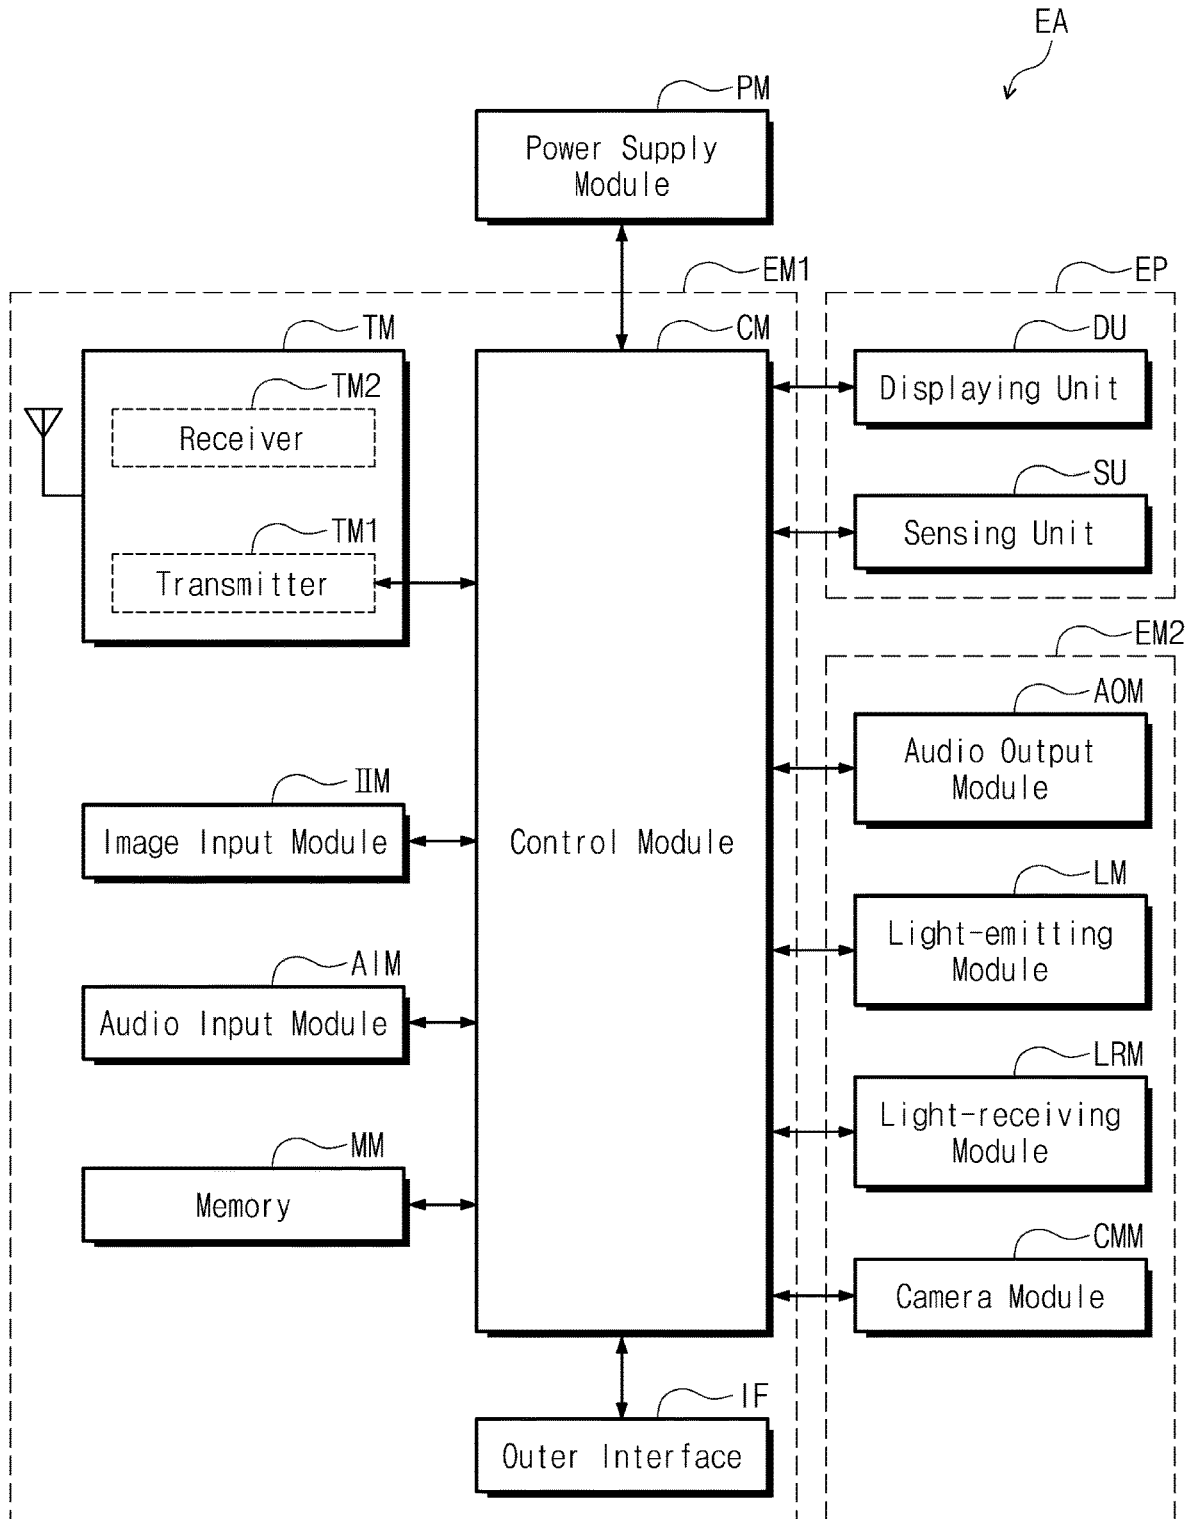 EA
PM
Power Supply
Module
EM1
EP
TM
CM
DU
TM2
Displaying Unit
Receiver
SU
TM1
Sensing Unit
Transmitter
EM2
AOM
Audio Output
Module
IIM
Image Input Module
Control Module
LM
Light-emitting
Module
AIM
Audio Input Module
LRM
Light-receiving
Module
MM
Memory
CMM
Camera Module
IF
Outer Interface